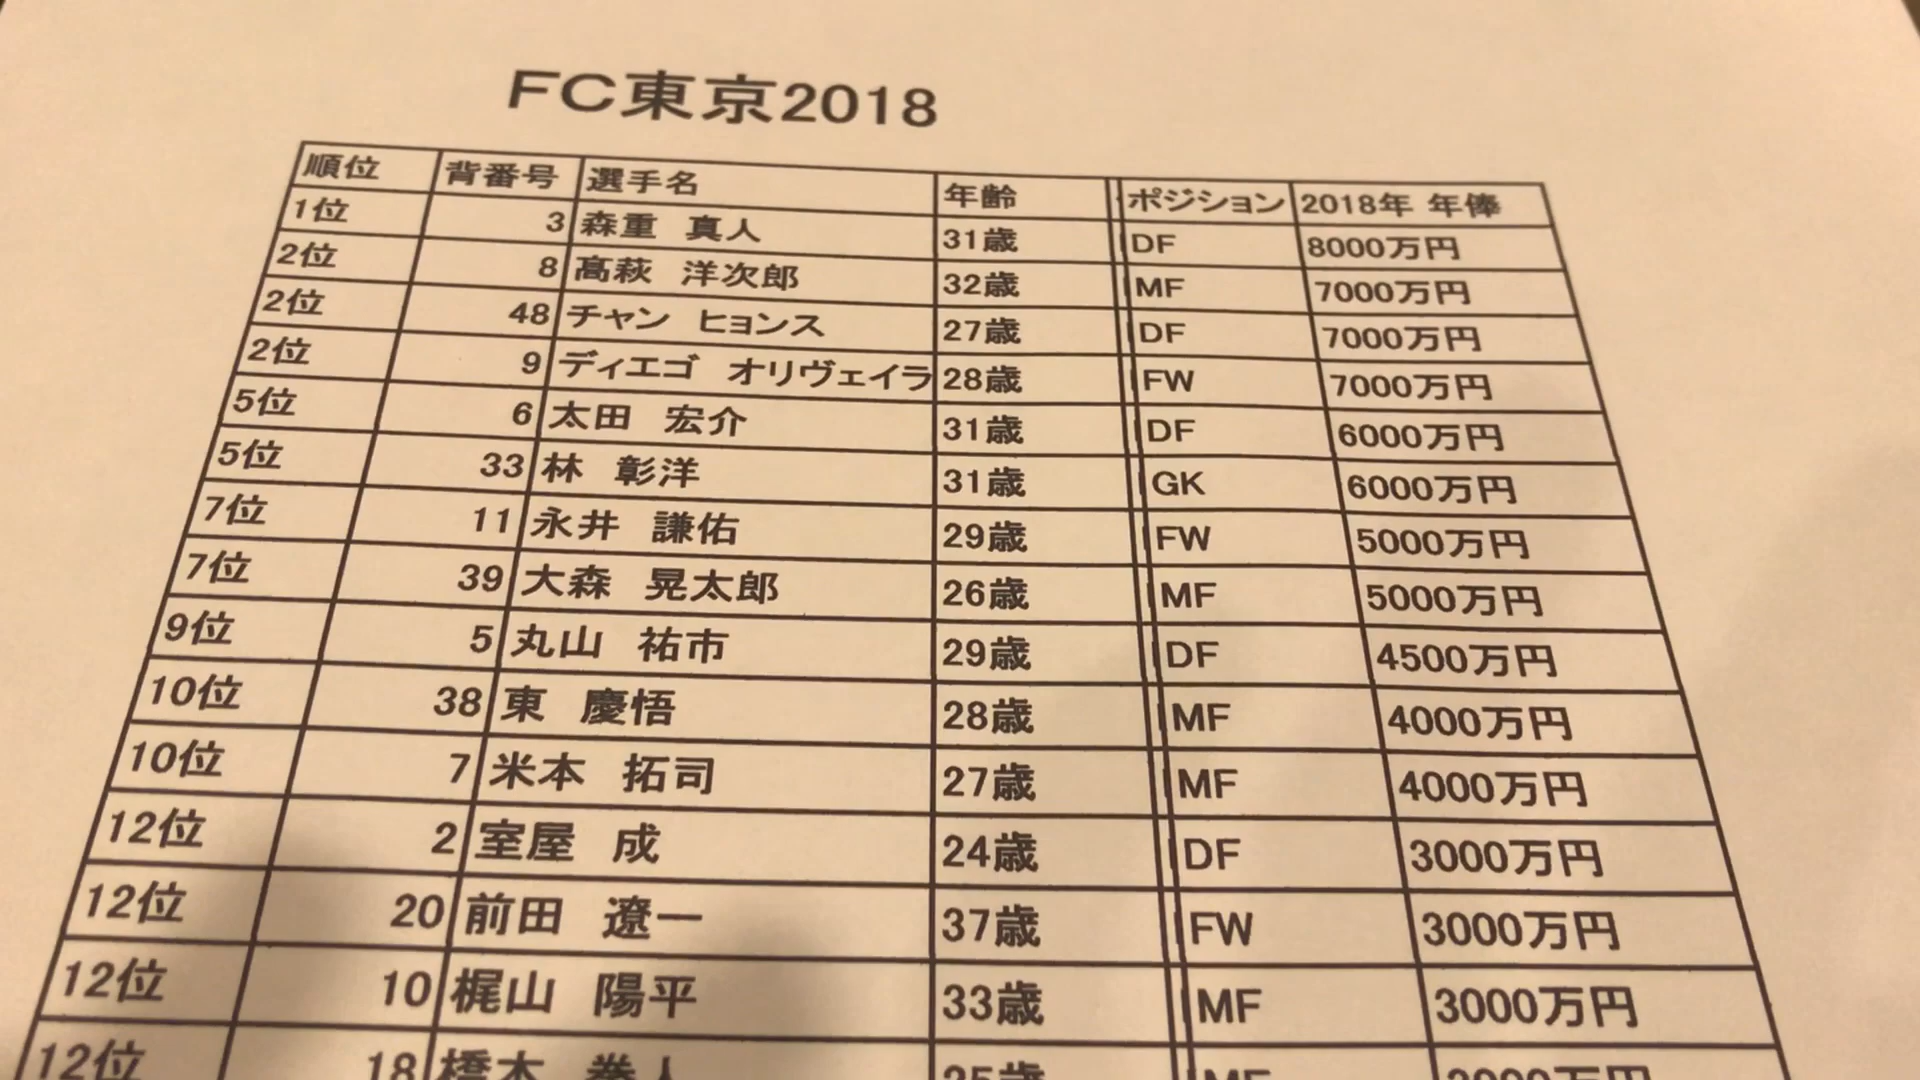 FC東京2018
順位 背番号 選手名 年齢 ポジション 2018年 年俸
1位 3 森重 真人 31歳 DF 8000万円
2位 8 高萩 洋次郎 32歳 MF 7000万円
2位 48 チャン ヒョンス 27歳 DF 7000万円
2位 9 ディエゴ オリヴェイラ 28歳 FW 7000万円
5位 6 太田 宏介 31歳 DF 6000万円
5位 33 林 彰洋 31歳 GK 6000万円
7位 11 永井 謙佑 29歳 FW 5000万円
7位 39 大森 晃太郎 26歳 MF 5000万円
9位 5 丸山 祐市 29歳 DF 4500万円
10位 38 東 慶悟 28歳 MF 4000万円
10位 7 米本 拓司 27歳 MF 4000万円
12位 2 室屋 成 24歳 DF 3000万円
12位 20 前田 遼一 37歳 FW 3000万円
12位 10 梶山 陽平 33歳 MF 3000万円
12位 18 橋本 拳人 25歳 MF 3000万円